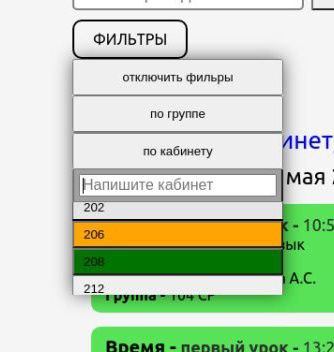 ФИЛЬТРЫ
отключить фильры
по группе
по кабинету
инет
Напишите кабинет
мая 2
202
206
к - 10:5
208
А.С.
212
Группа - 104 СР
Время - первый урок - 13:2